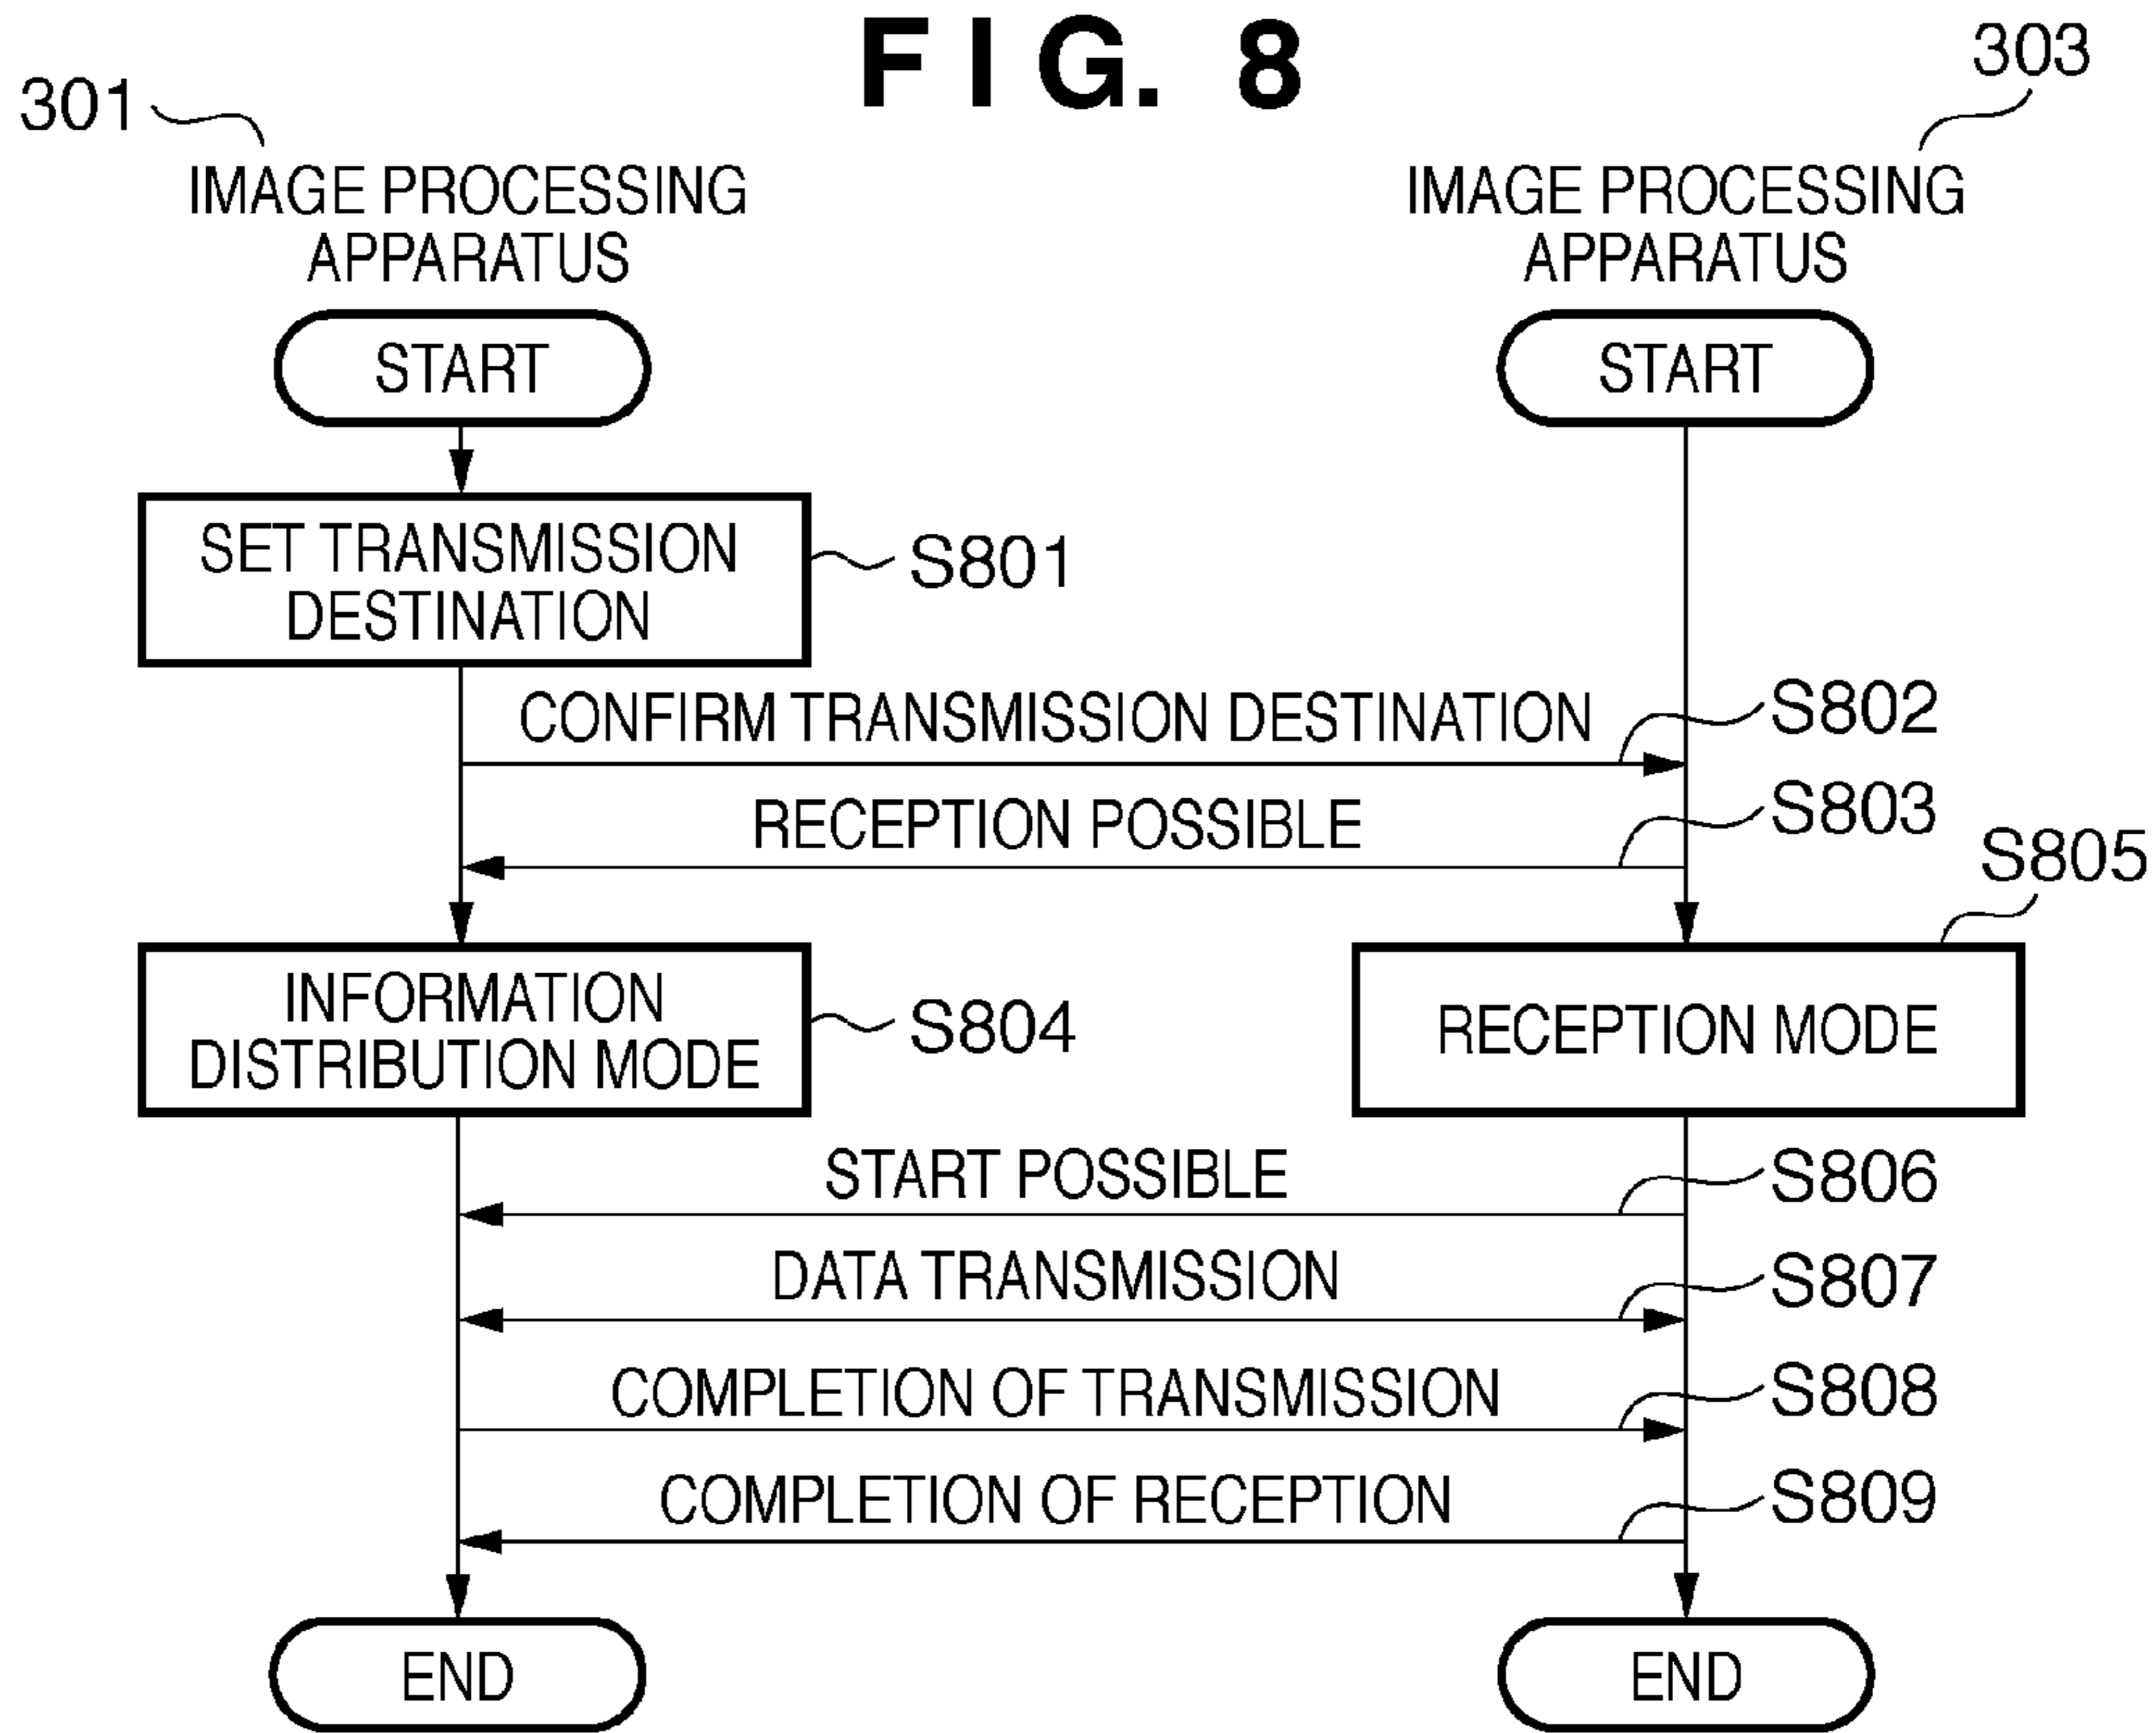 FIG. 8
301
303
IMAGE PROCESSING
APPARATUS
IMAGE PROCESSING
APPARATUS
START
START
SET TRANSMISSION
DESTINATION
S801
CONFIRM TRANSMISSION DESTINATION
S802
RECEPTION POSSIBLE
S803
S805
INFORMATION
DISTRIBUTION MODE
S804
RECEPTION MODE
START POSSIBLE
S806
DATA TRANSMISSION
S807
COMPLETION OF TRANSMISSION
S808
COMPLETION OF RECEPTION
S809
END
END